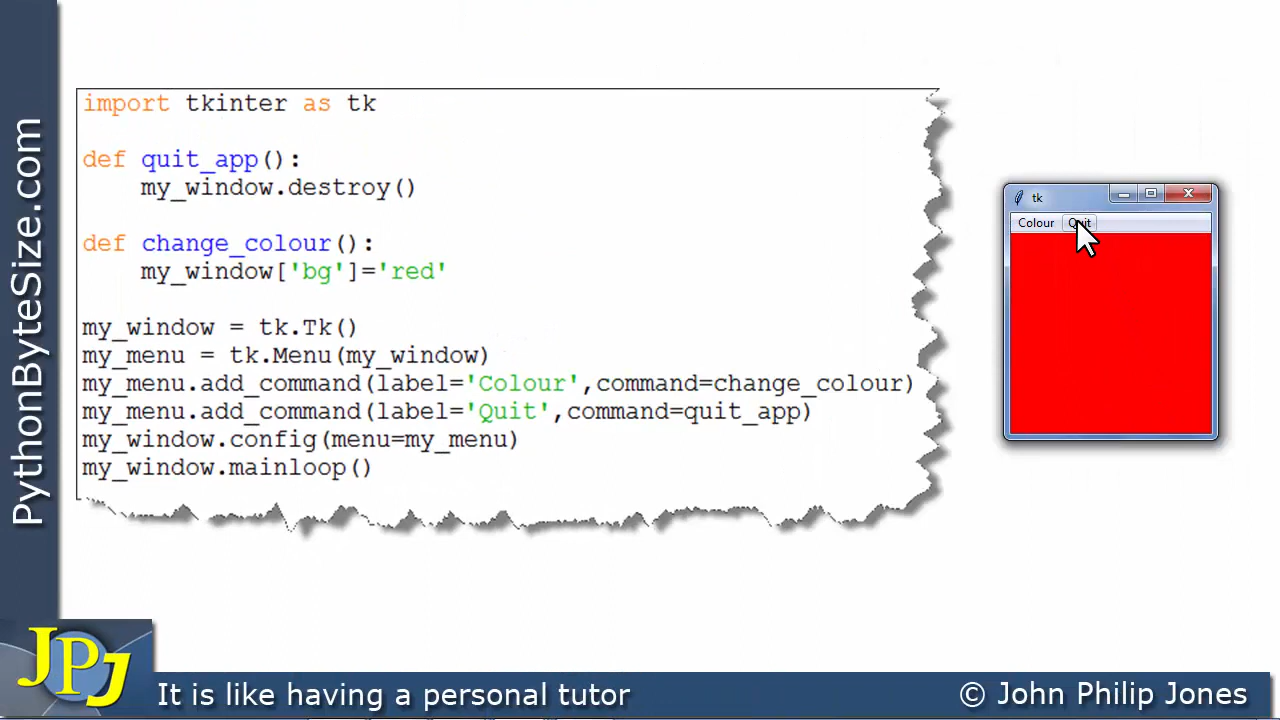 PythonByteSize.com
import tkinter as tk
def quit_app():
my_window.destroy()
def change_colour():
my_window['bg']='red'
my_window = tk.Tk()
my_menu = tk.Menu(my_window)
my_menu.add_command(label='Colour',command=change_colour)
my_menu.add_command(label='Quit',command=quit_app)
my_window.config(menu=my_menu)
my_window.mainloop()
tk
Colour Quit
JPJ
It is like having a personal tutor
© John Philip Jones